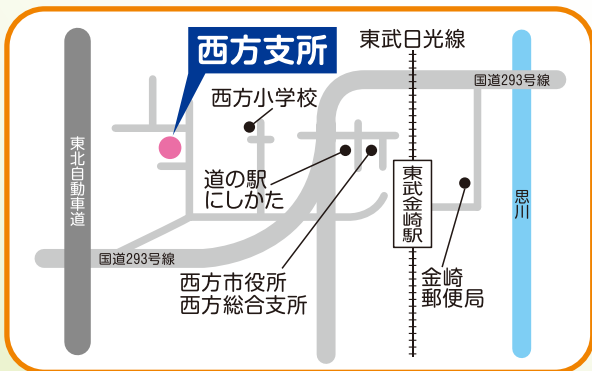 西方支所
東武日光線
国道293号線
西方小学校
東北自動車道
道の駅
にしかた
東武金崎駅
思川
国道293号線
西方市役所
西方総合支所
金崎
郵便局